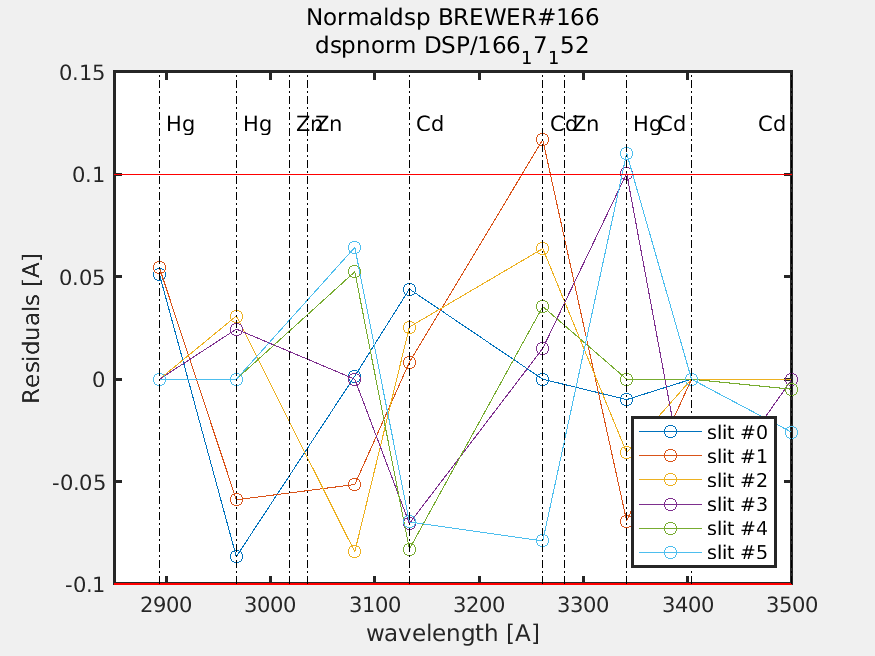 Normaldsp BREWER#166
dspnorm DSP/166₁7₁52
0.15
0.1
0.05
0
-0.05
-0.1
Residuals [A]
Hg
Hg
Zn
Zn
Cd
Cd
Zn
Hg
Cd
Cd
slit #0
slit #1
slit #2
slit #3
slit #4
slit #5
2900 3000 3100 3200 3300 3400 3500
wavelength [A]